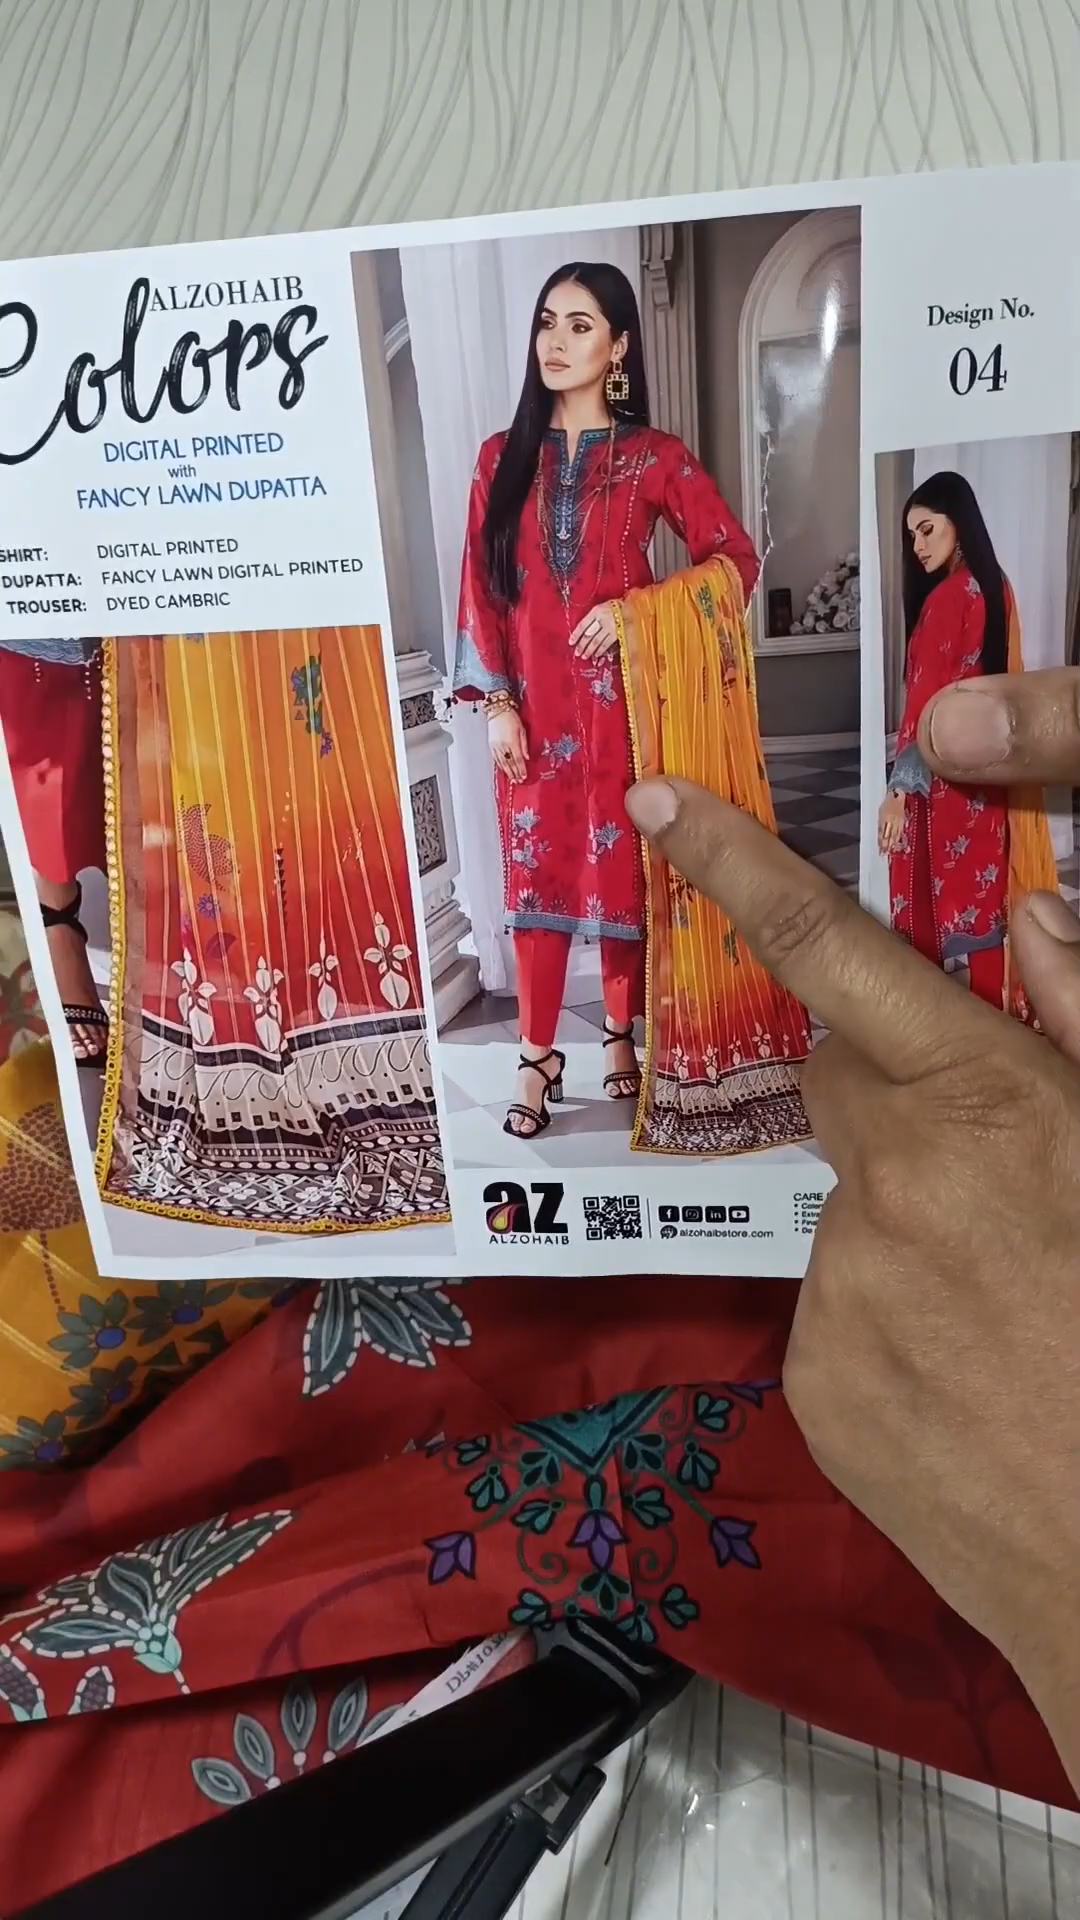 ALZOHAIB
Colors
DIGITAL PRINTED
with
FANCY LAWN DUPATTA
SHIRT: DIGITAL PRINTED
DUPATTA: FANCY LAWN DIGITAL PRINTED
TROUSER: DYED CAMBRIC
Design No.
04
az
ALZOHAIB
alzohaibstore.com
CARE